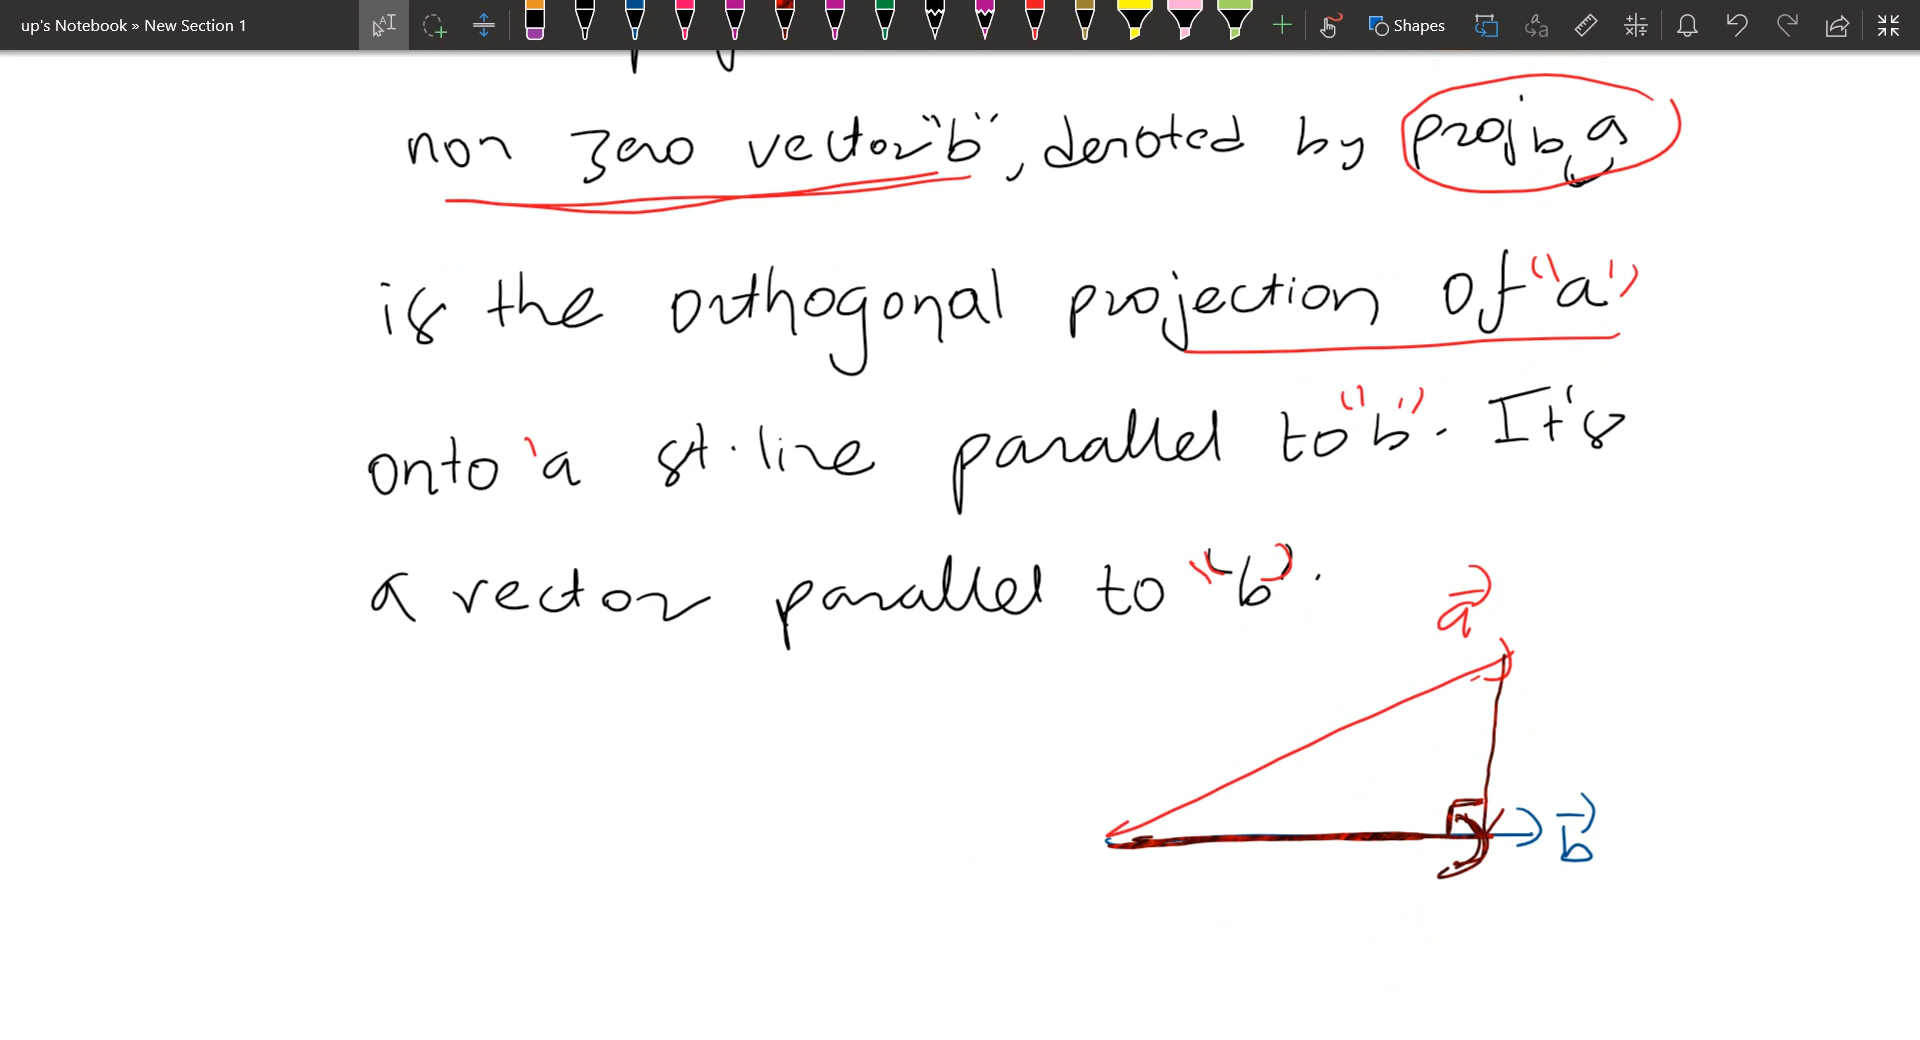 up's Notebook » New Section 1
Shapes
non zero vector "b", denoted by proj b a
is the orthogonal projection of "a"
onto 'a st. line parallel to "b". It's
a vector parallel to "b".
a
b